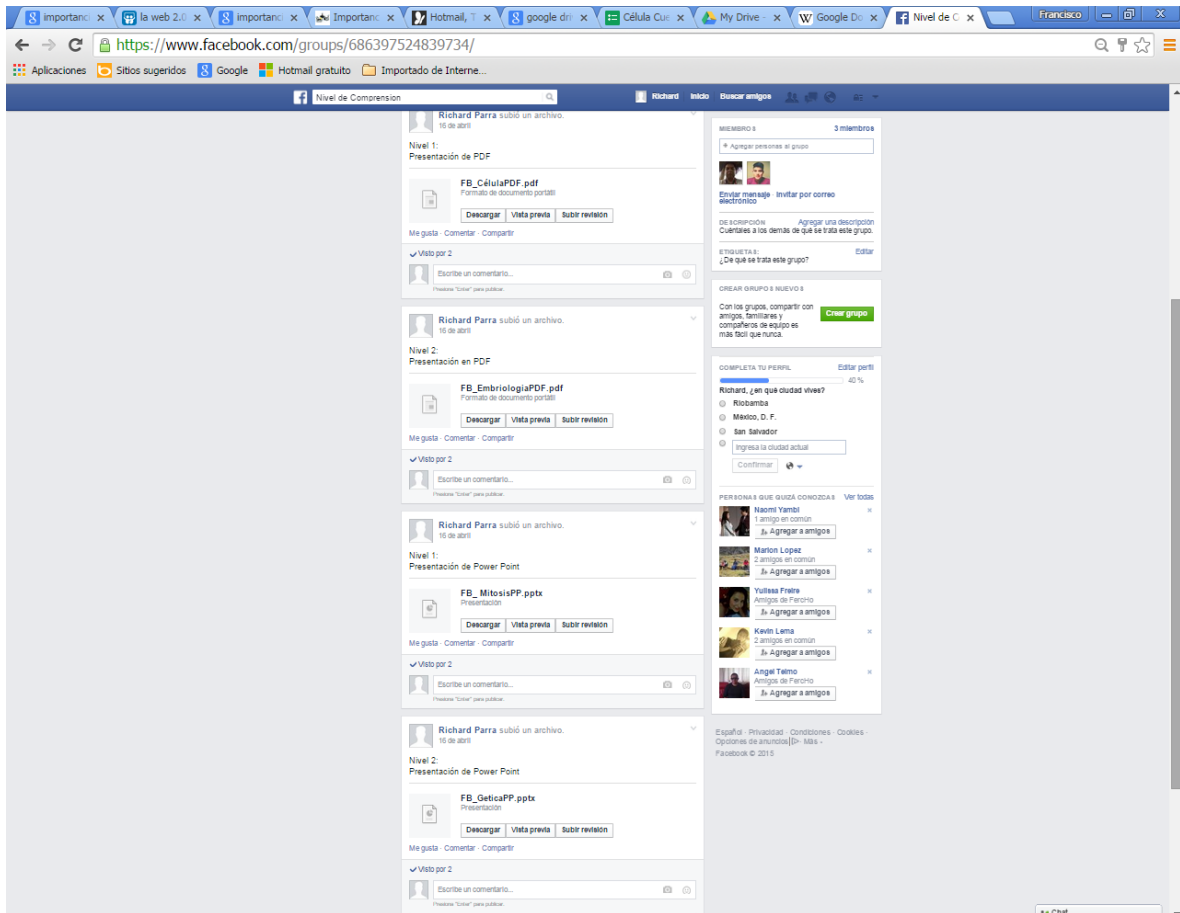 importanc
la web 2.0
importanc
Importanc
Hotmail, T
google dri
Célula Cue
My Drive -
Google Do
Nivel de C
Francisco
https://www.facebook.com/groups/686397524839734/
Aplicaciones Sitios sugeridos Google Hotmail gratuito Importado de Interne...
Nivel de Comprension
Richard Inicio Buscar amigos
Richard Parra subió un archivo.
16 de abril
Nivel 1:
Presentación de PDF
FB_CélulaPDF.pdf
Formato de documento portátil
Descargar Vista previa Subir revisión
Me gusta · Comentar · Compartir
Visto por 2
Escribe un comentario...
Presiona "Enter" para publicar.
Richard Parra subió un archivo.
16 de abril
Nivel 2:
Presentación en PDF
FB_EmbriologiaPDF.pdf
Formato de documento portátil
Descargar Vista previa Subir revisión
Me gusta · Comentar · Compartir
Visto por 2
Escribe un comentario...
Presiona "Enter" para publicar.
Richard Parra subió un archivo.
16 de abril
Nivel 1:
Presentación de Power Point
FB_ MitosisPP.pptx
Presentación
Descargar Vista previa Subir revisión
Me gusta · Comentar · Compartir
Visto por 2
Escribe un comentario...
Presiona "Enter" para publicar.
Richard Parra subió un archivo.
16 de abril
Nivel 2:
Presentación de Power Point
FB_GeticaPP.pptx
Presentación
Descargar Vista previa Subir revisión
Me gusta · Comentar · Compartir
Visto por 2
Escribe un comentario...
Presiona "Enter" para publicar.
MIEMBROS 3 miembros
+ Agregar personas al grupo
Enviar mensaje · Invitar por correo
electrónico
DESCRIPCIÓN Agregar una descripción
Cuéntales a los demás de qué se trata este grupo.
ETIQUETAS: Editar
¿De qué se trata este grupo?
CREAR GRUPOS NUEVOS
Con los grupos, compartir con
amigos, familiares y
compañeros de equipo es
más fácil que nunca.
Crear grupo
COMPLETA TU PERFIL Editar perfil
40 %
Richard, ¿en qué ciudad vives?
Riobamba
México, D. F.
San Salvador
Ingresa la ciudad actual
Confirmar
PERSONAS QUE QUIZÁ CONOZCAS Ver todas
Naomi Yambi
1 amigo en común
Agregar a amigos
Marlon Lopez
2 amigos en común
Agregar a amigos
Yulissa Freire
Amigos de FercHo
Agregar a amigos
Kevin Lema
2 amigos en común
Agregar a amigos
Angel Telmo
Amigos de FercHo
Agregar a amigos
Español · Privacidad · Condiciones · Cookies ·
Opciones de anuncios · Más
Facebook © 2015
Chat